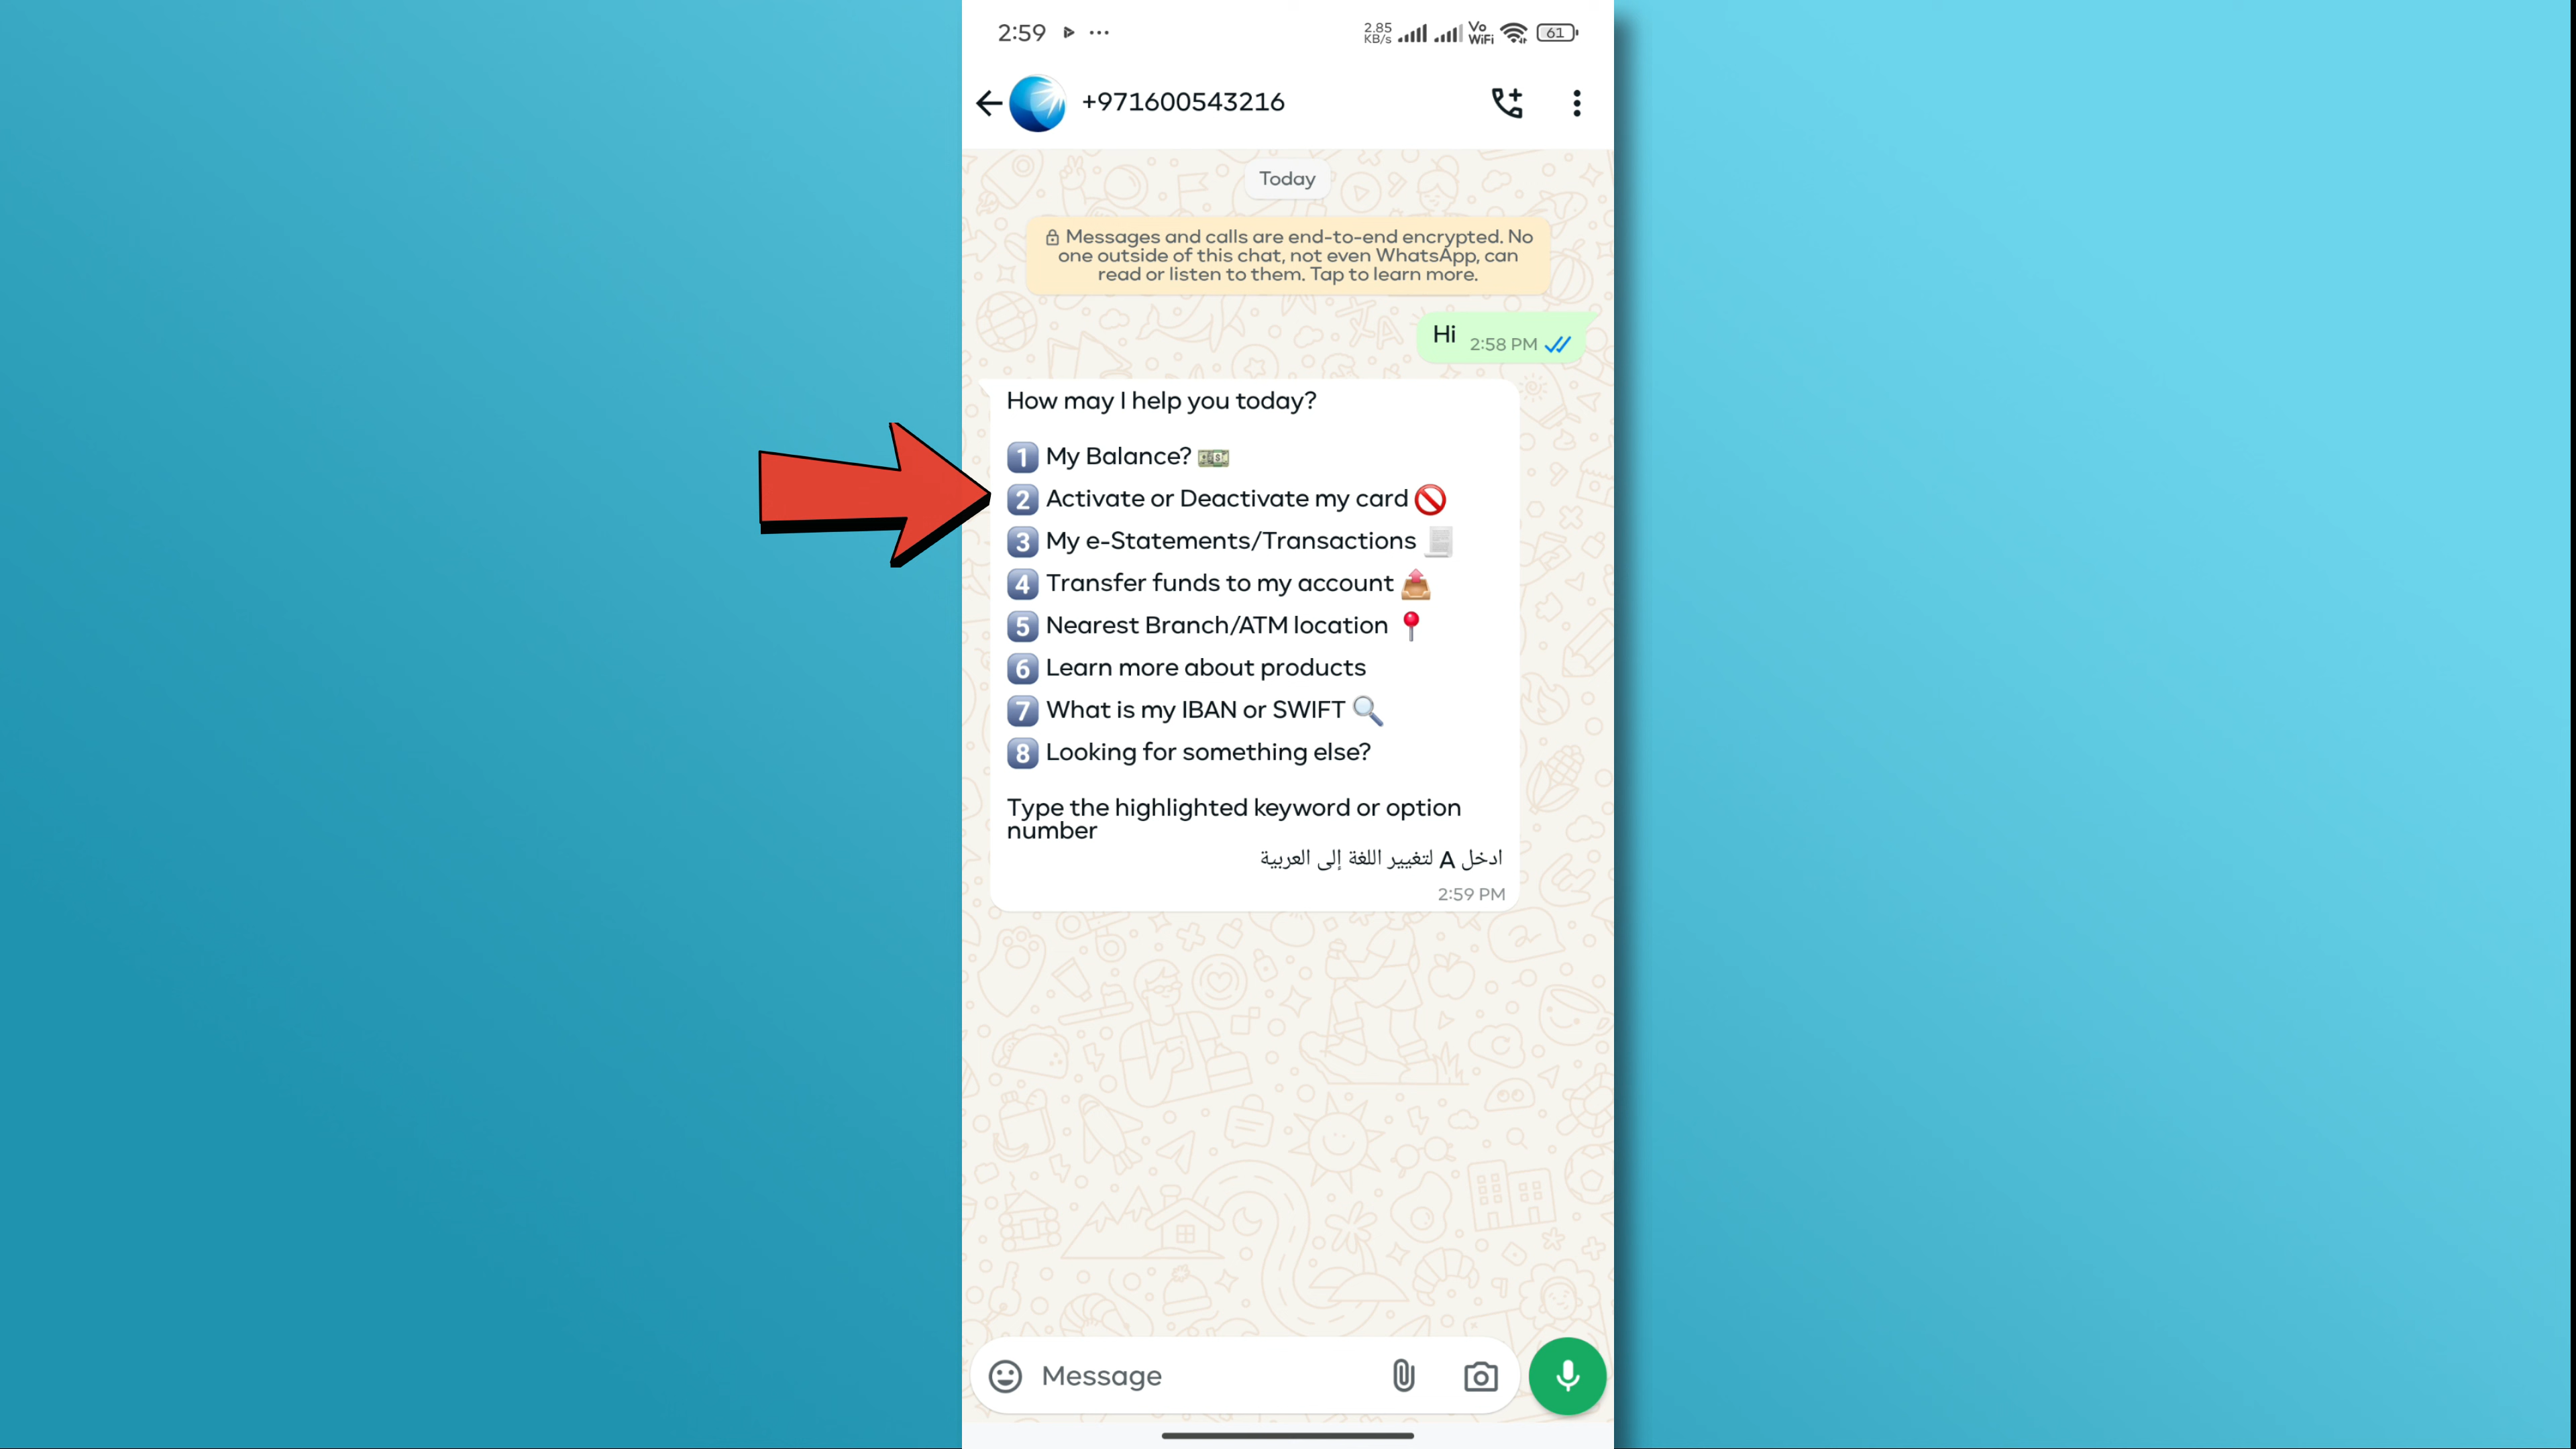 2:59
2.85
KB/s
Vo
WiFi
61
+971600543216
Today
Messages and calls are end-to-end encrypted. No
one outside of this chat, not even WhatsApp, can
read or listen to them. Tap to learn more.
Hi
2:58 PM
How may I help you today?
1 My Balance?
2 Activate or Deactivate my card
3 My e-Statements/Transactions
4 Transfer funds to my account
5 Nearest Branch/ATM location
6 Learn more about products
7 What is my IBAN or SWIFT
8 Looking for something else?
Type the highlighted keyword or option
number
ادخل A لتغيير اللغة إلى العربية
2:59 PM
Message